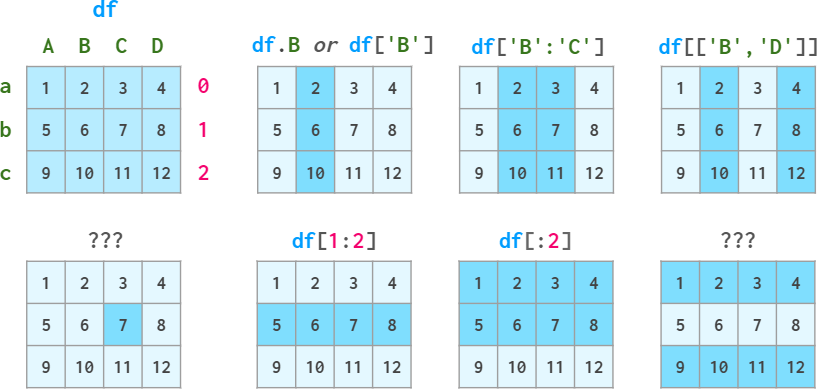 df
A B C D
df.B or df['B']
df['B':'C']
df[['B','D']]
a 1 2 3 4 0
b 5 6 7 8 1
c 9 10 11 12 2
1 2 3 4
5 6 7 8
9 10 11 12
1 2 3 4
5 6 7 8
9 10 11 12
1 2 3 4
5 6 7 8
9 10 11 12
???
df[1:2]
df[:2]
???
1 2 3 4
5 6 7 8
9 10 11 12
1 2 3 4
5 6 7 8
9 10 11 12
1 2 3 4
5 6 7 8
9 10 11 12
1 2 3 4
5 6 7 8
9 10 11 12